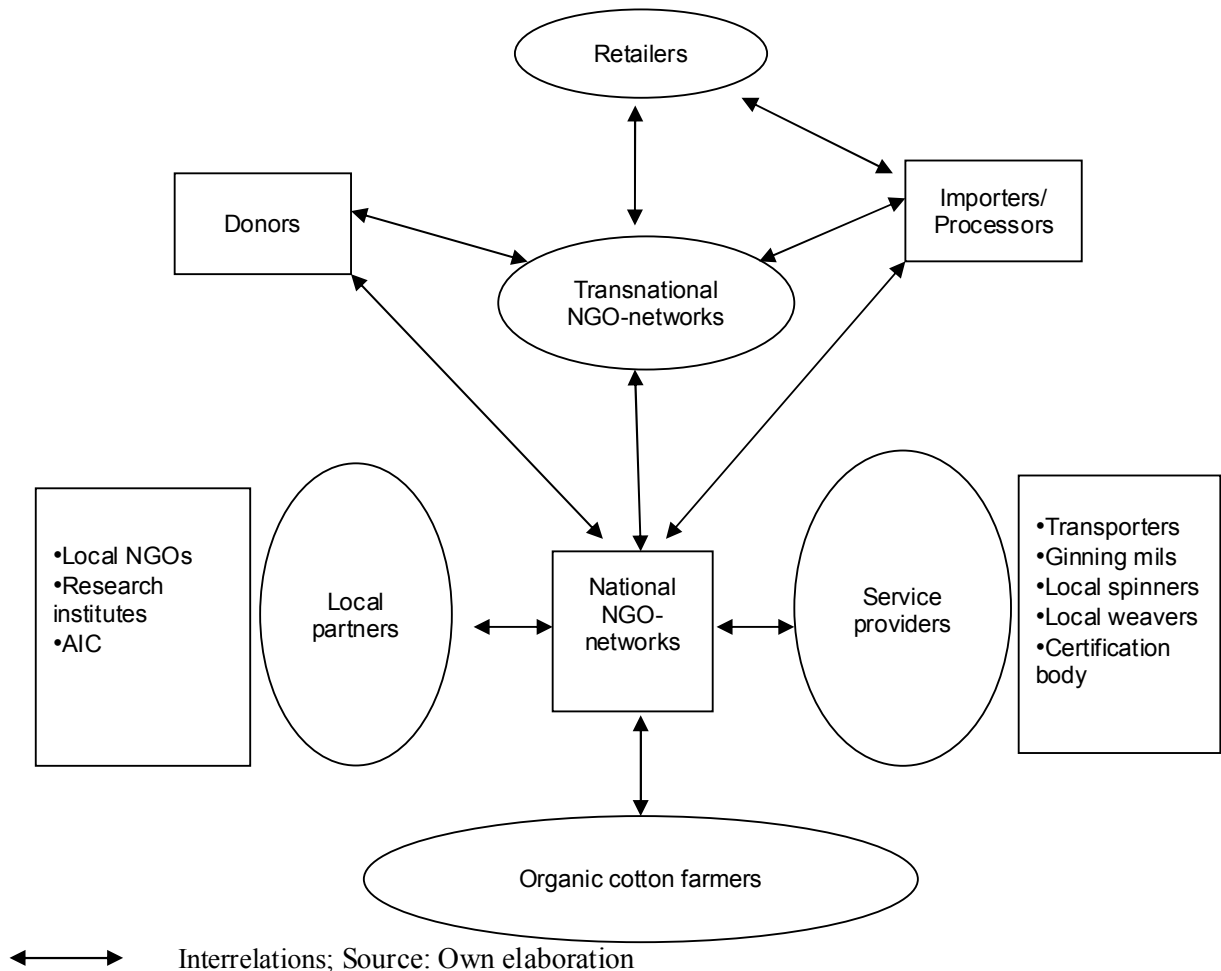 Retailers
Donors
Importers/
Processors
Transnational
NGO-networks
•Local NGOs
•Research
institutes
•AIC
Local
partners
National
NGO-
networks
Service
providers
•Transporters
•Ginning mils
•Local spinners
•Local weavers
•Certification
body
Organic cotton farmers
Interrelations; Source: Own elaboration